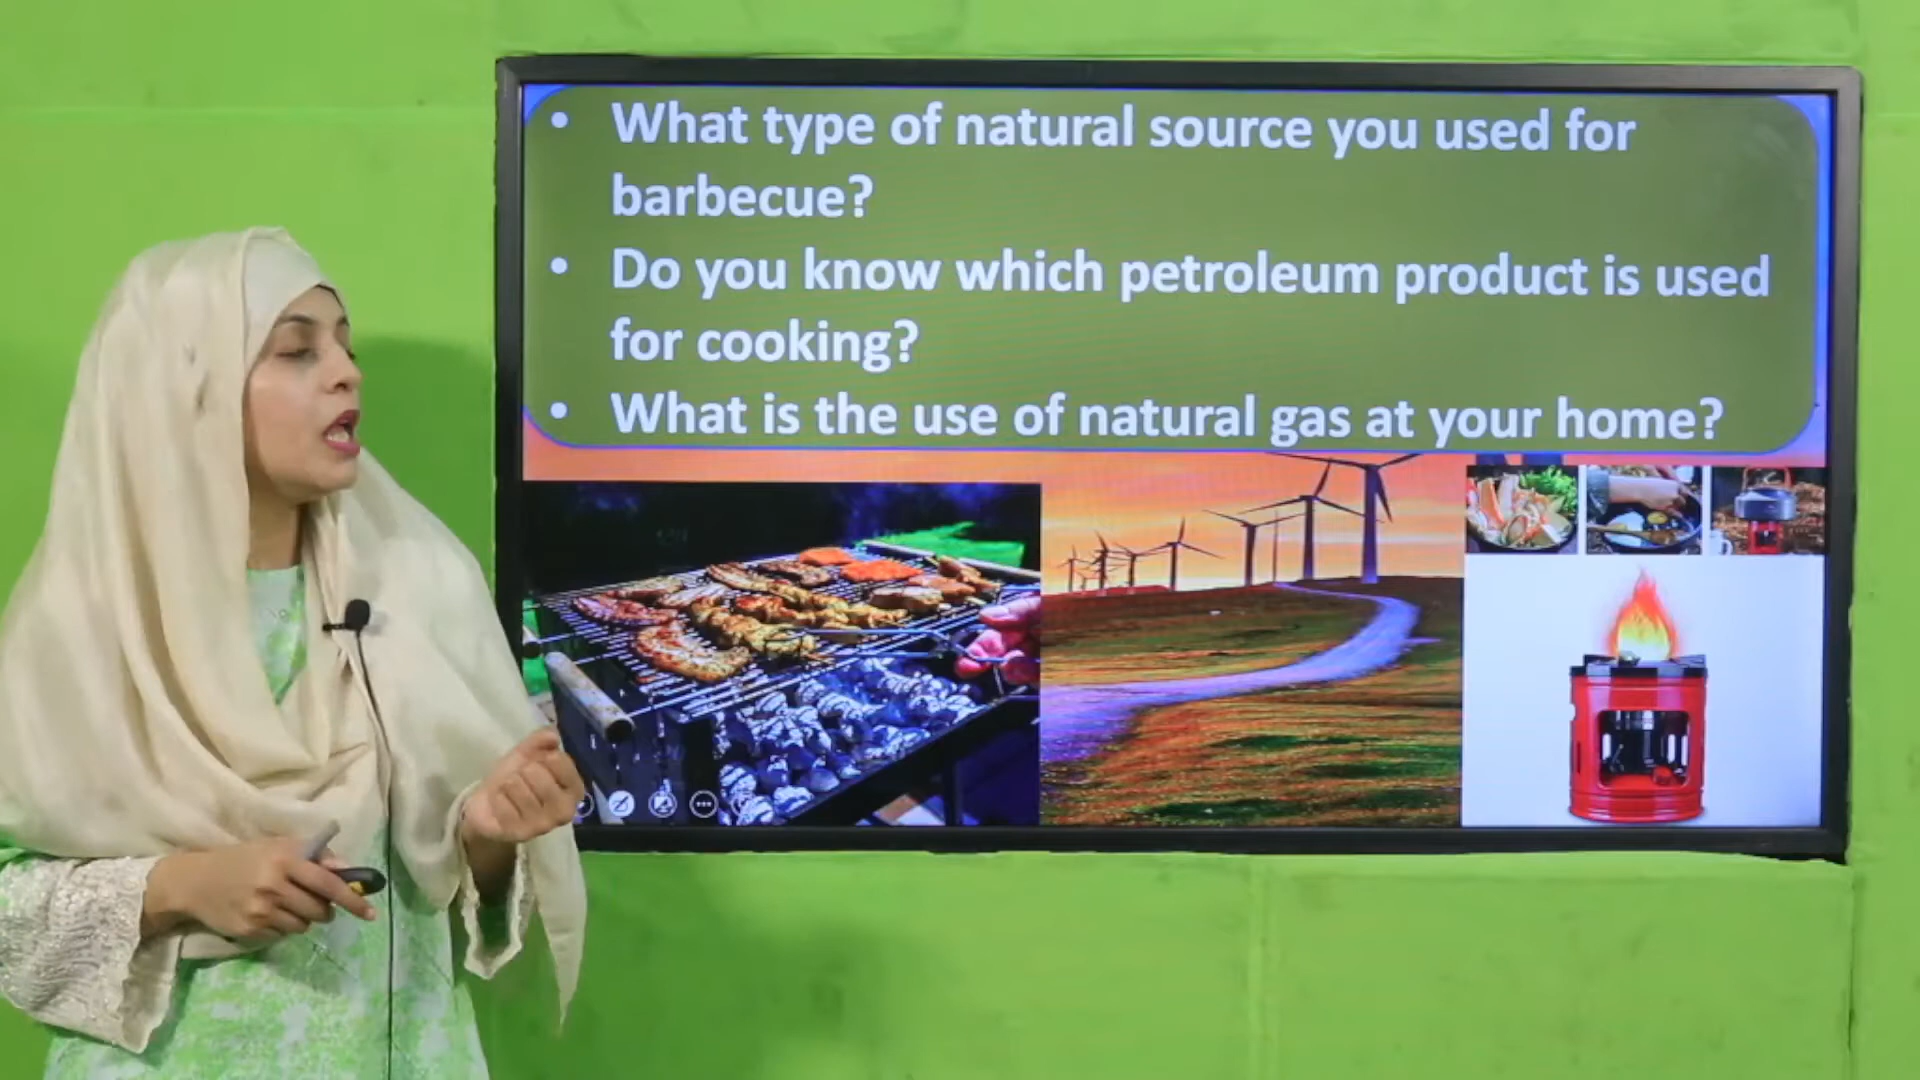 • What type of natural source you used for
barbecue?
• Do you know which petroleum product is used
for cooking?
• What is the use of natural gas at your home?